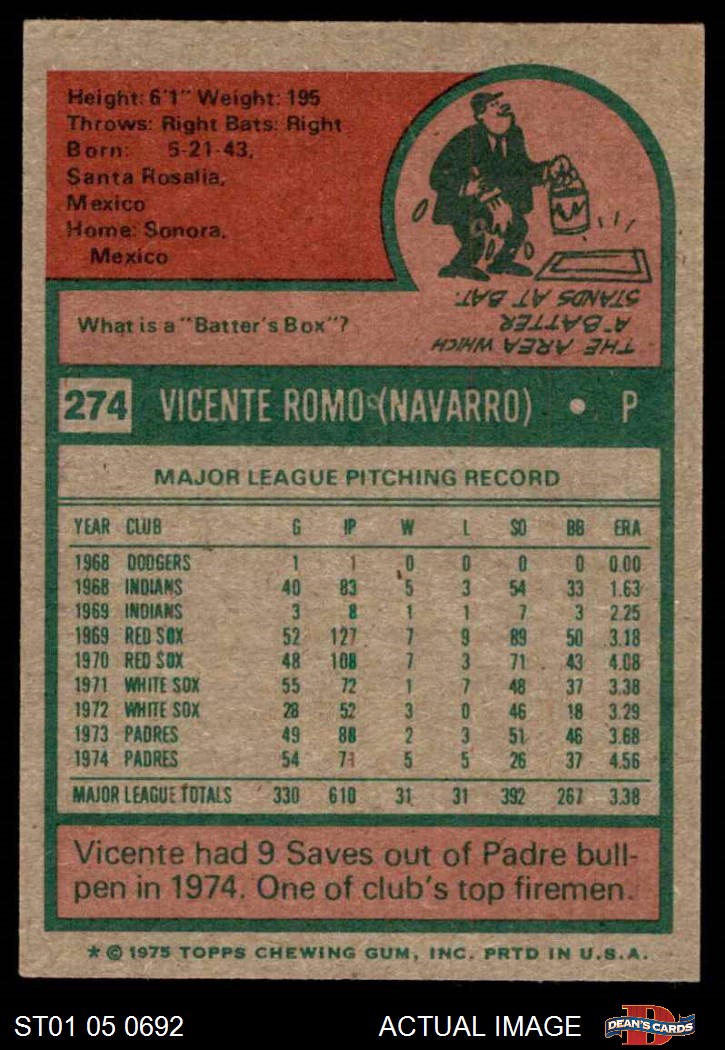 Height: 6'1" Weight: 195
Throws: Right Bats: Right
Born: 5-21-43,
Santa Rosalia,
Mexico
Home: Sonora,
Mexico
What is a "Batter's Box"?
THE AREA WHICH
A BATTER
STANDS AT BAT.
274 VICENTE ROMO (NAVARRO) • P
MAJOR LEAGUE PITCHING RECORD
YEAR CLUB G IP W L SO BB ERA
1968 DODGERS 1 1 0 0 0 0 0.00
1968 INDIANS 40 83 5 3 54 33 1.63
1969 INDIANS 3 8 1 1 7 3 2.25
1969 RED SOX 52 127 7 9 89 50 3.18
1970 RED SOX 48 108 7 3 71 43 4.08
1971 WHITE SOX 55 72 1 7 48 37 3.38
1972 WHITE SOX 28 52 3 0 46 18 3.29
1973 PADRES 49 88 2 3 51 46 3.68
1974 PADRES 54 71 5 5 26 37 4.56
MAJOR LEAGUE TOTALS 330 610 31 31 392 267 3.38
Vicente had 9 Saves out of Padre bull-
pen in 1974. One of club's top firemen.
* © 1975 TOPPS CHEWING GUM, INC. PRTD IN U.S.A.
ST01 05 0692 ACTUAL IMAGE DEAN'S CARDS